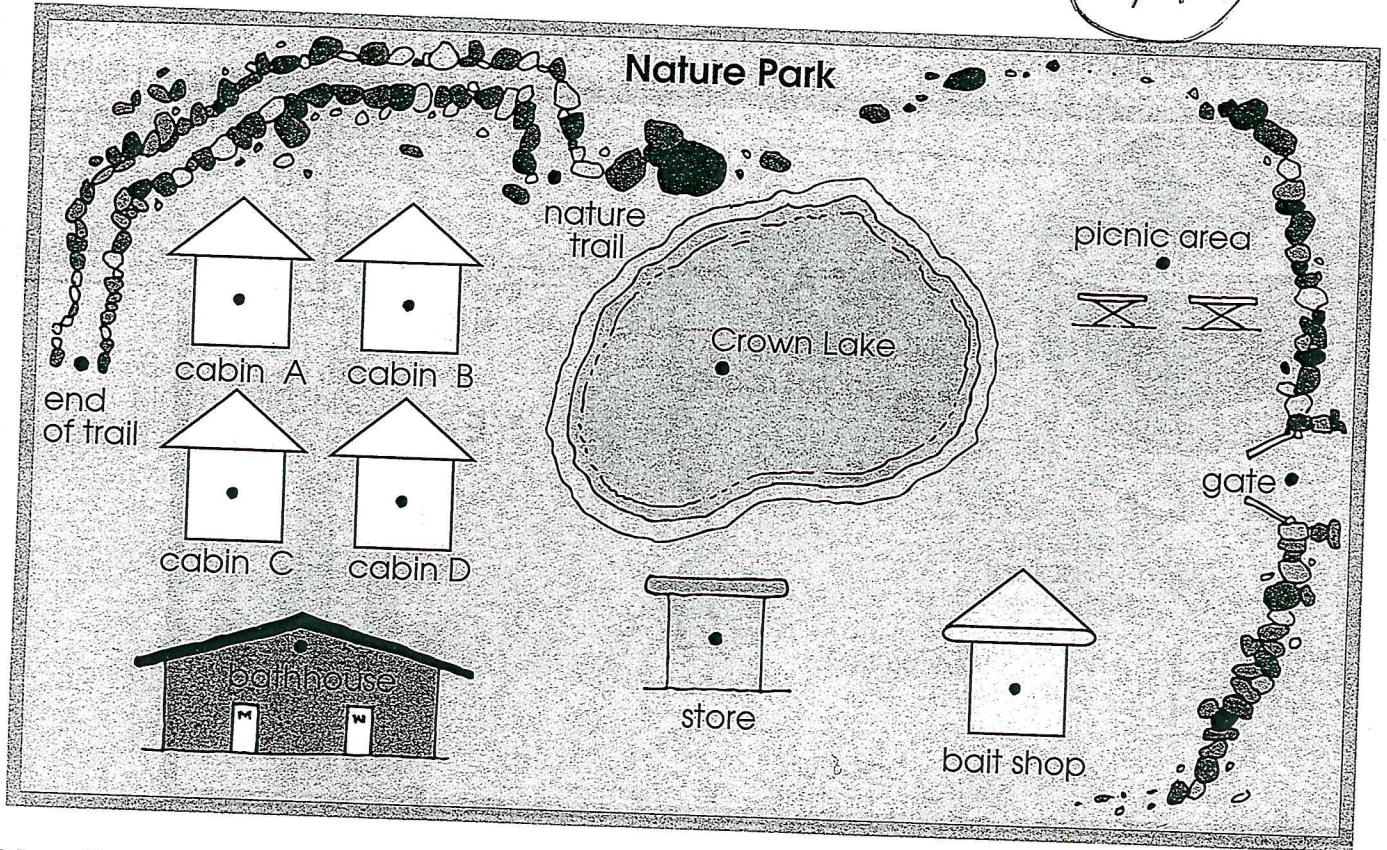 Nature Park
nature
trail
picnic area
Crown Lake
cabin A
cabin B
end
of trail
gate
cabin C
cabin D
bathhouse
M
W
store
bait shop